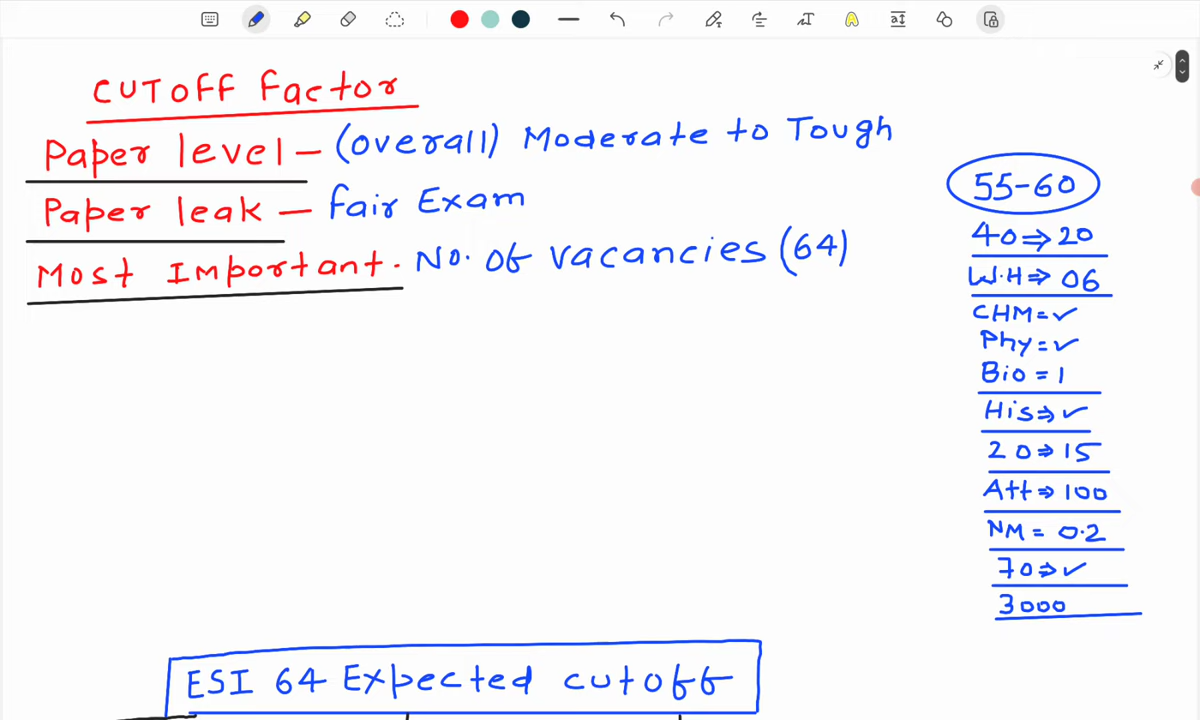 CUTOFF Factor
Paper level – (overall) Moderate to Tough
Paper leak – fair Exam
Most Important. No. of vacancies (64)
55-60
40⇒20
W.H⇒06
CHM=✓
Phy=✓
Bio=1
His⇒✓
20⇒15
Att⇒100
NM=0.2
70⇒✓
3000
ESI 64 Expected cutoff